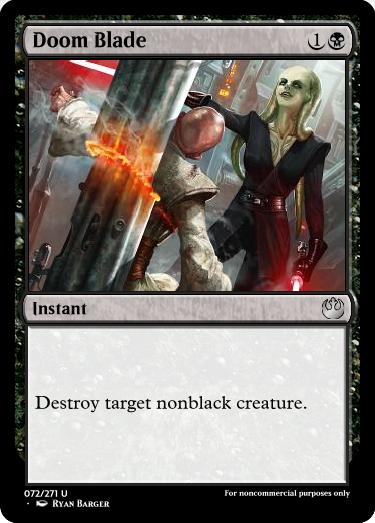 Doom Blade 1
Instant
Destroy target nonblack creature.
072/271 U For noncommercial purposes only
· Ryan Barger